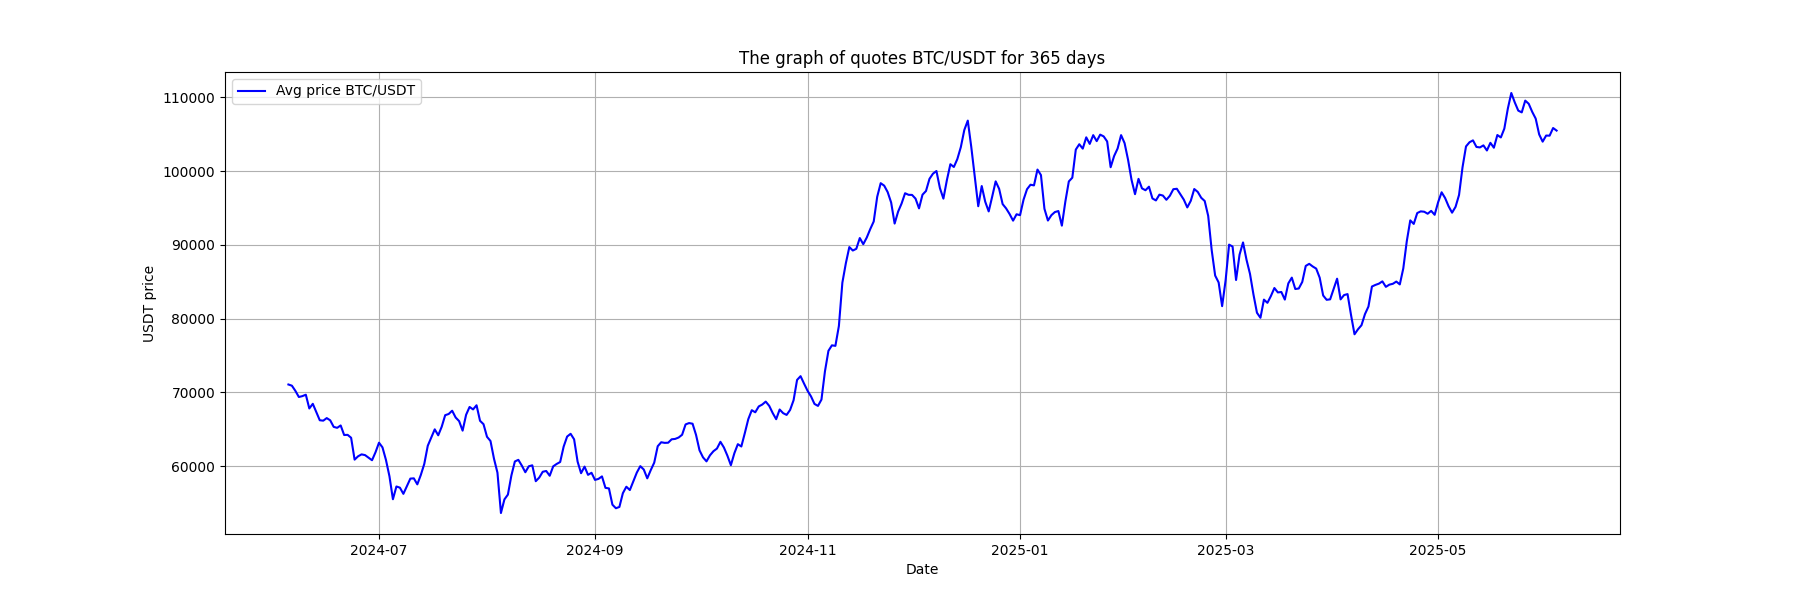 The graph of quotes BTC/USDT for 365 days
Avg price BTC/USDT
110000
100000
90000
80000
70000
60000
USDT price
2024-07 2024-09 2024-11 2025-01 2025-03 2025-05
Date